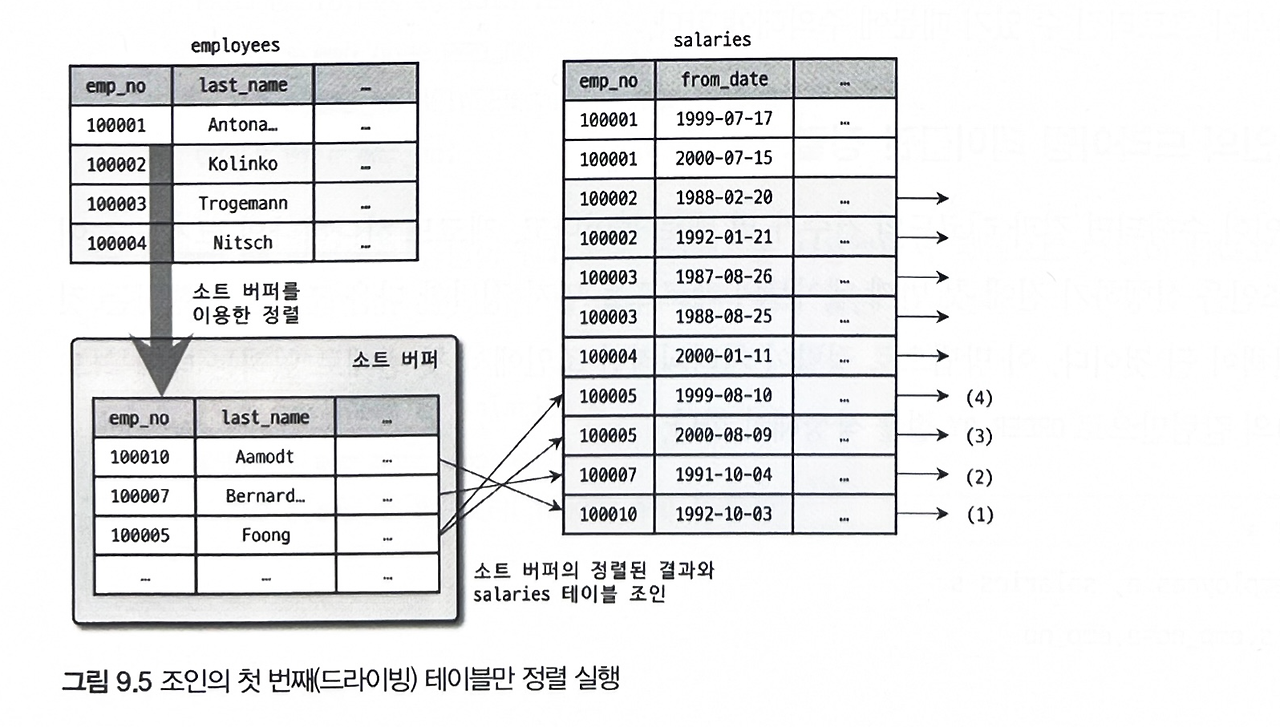 employees
emp_no last_name …
100001 Antona… …
100002 Kolinko …
100003 Trogemann …
100004 Nitsch …
소트 버퍼를
이용한 정렬
소트 버퍼
emp_no last_name …
100010 Aamodt …
100007 Bernard… …
100005 Foong …
… … …
salaries
emp_no from_date …
100001 1999-07-17 …
100001 2000-07-15
100002 1988-02-20 …
100002 1992-01-21 …
100003 1987-08-26 …
100003 1988-08-25 …
100004 2000-01-11 …
100005 1999-08-10 … (4)
100005 2000-08-09 … (3)
100007 1991-10-04 … (2)
100010 1992-10-03 … (1)
소트 버퍼의 정렬된 결과와
salaries 테이블 조인
그림 9.5 조인의 첫 번째(드라이빙) 테이블만 정렬 실행